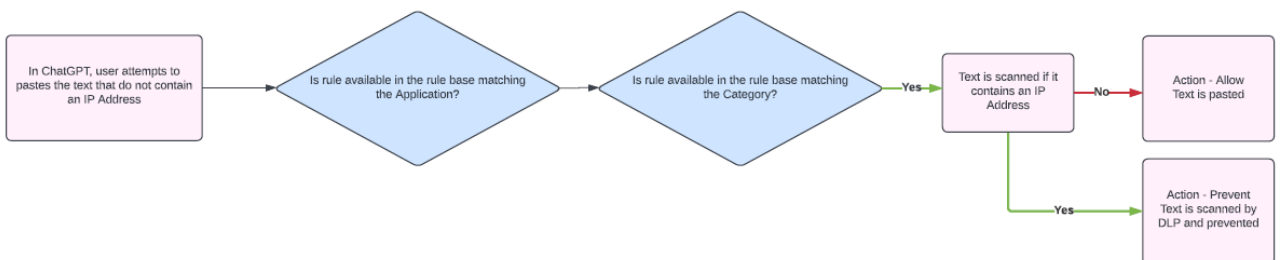 In ChatGPT, user attempts to
pastes the text that do not contain
an IP Address
Is rule available in the rule base matching
the Application?
Is rule available in the rule base matching
the Category?
Yes
Text is scanned if it
contains an IP
Address
No
Action - Allow
Text is pasted
Yes
Action - Prevent
Text is scanned by
DLP and prevented